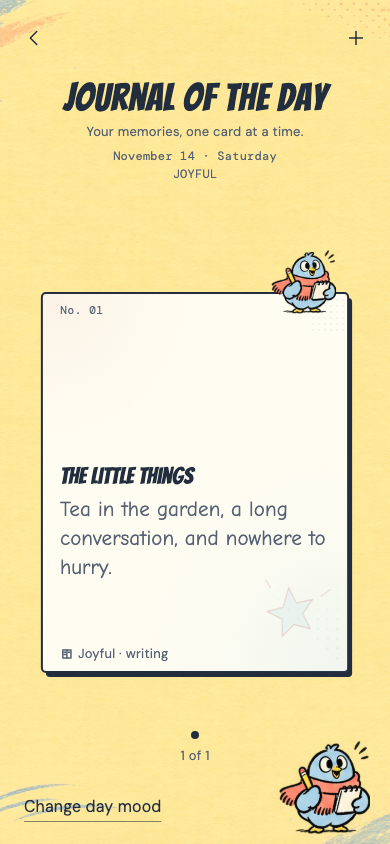 JOURNAL OF THE DAY
Your memories, one card at a time.
November 14 · Saturday
JOYFUL
No. 01
THE LITTLE THINGS
Tea in the garden, a long
conversation, and nowhere to
hurry.
Joyful · writing
1 of 1
Change day mood